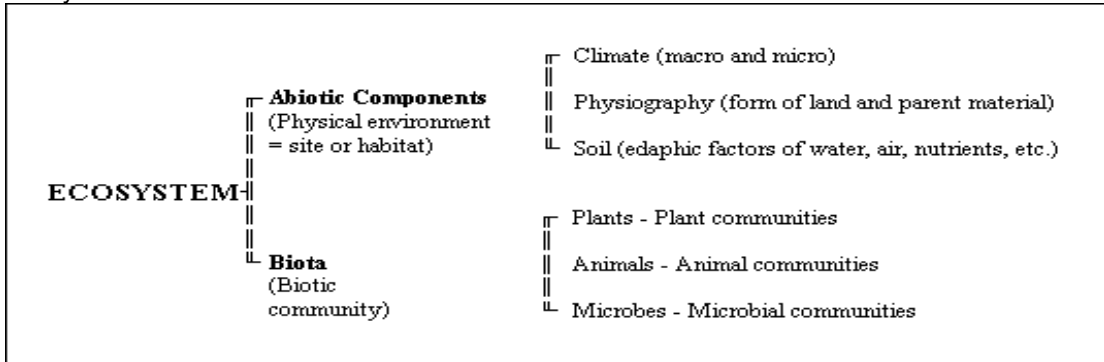 Climate (macro and micro)
Abiotic Components
(Physical environment
= site or habitat)
Physiography (form of land and parent material)
Soil (edaphic factors of water, air, nutrients, etc.)
ECOSYSTEM
Plants - Plant communities
Biota
(Biotic
community)
Animals - Animal communities
Microbes - Microbial communities